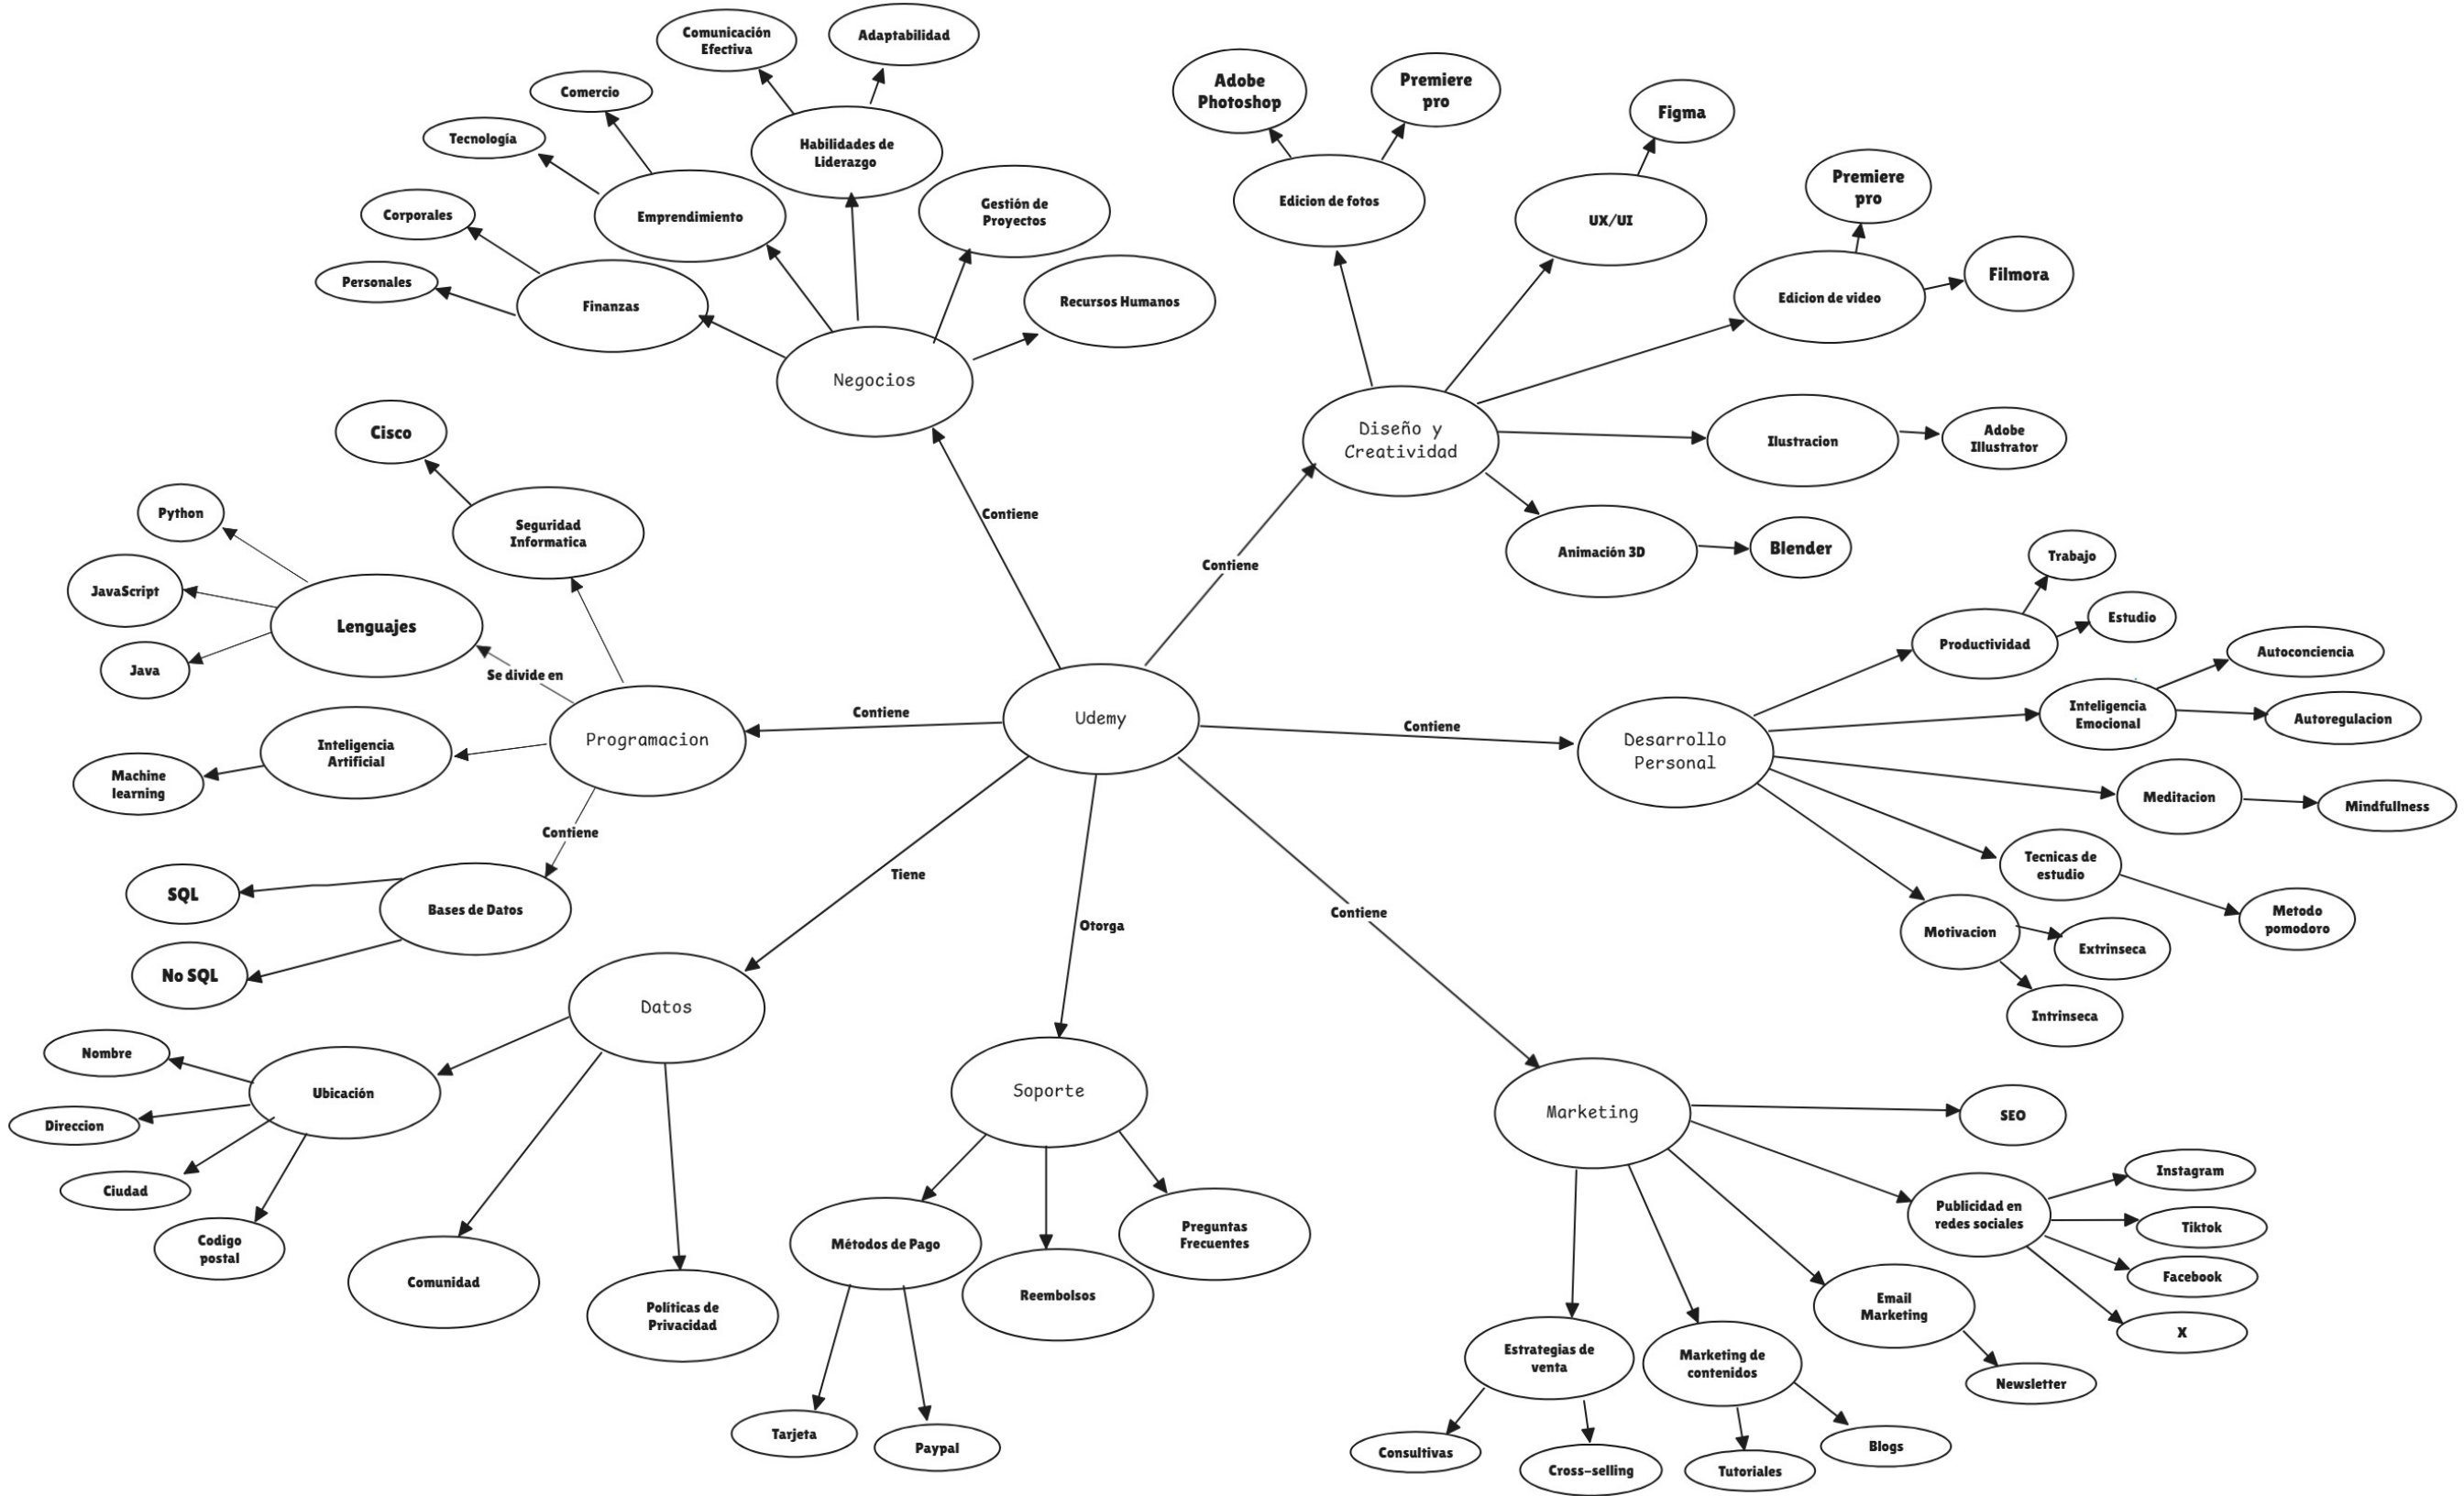 Comunicación
Efectiva
Adaptabilidad
Comercio
Tecnología
Habilidades de
Liderazgo
Corporales
Emprendimiento
Gestión de
Proyectos
Personales
Finanzas
Recursos Humanos
Negocios
Adobe
Photoshop
Premiere
pro
Figma
Edicion de fotos
UX/UI
Premiere
pro
Edicion de video
Filmora
Diseño y
Creatividad
Ilustracion
Adobe
Illustrator
Animación 3D
Blender
Contiene
Contiene
Cisco
Python
Seguridad
Informatica
JavaScript
Lenguajes
Java
Se divide en
Inteligencia
Artificial
Programacion
Machine
learning
Contiene
Contiene
SQL
Bases de Datos
No SQL
Udemy
Contiene
Desarrollo
Personal
Trabajo
Estudio
Productividad
Autoconciencia
Inteligencia
Emocional
Autoregulacion
Meditacion
Mindfullness
Tecnicas de
estudio
Metodo
pomodoro
Motivacion
Extrinseca
Intrinseca
Tiene
Otorga
Contiene
Datos
Nombre
Ubicación
Direccion
Ciudad
Codigo
postal
Comunidad
Políticas de
Privacidad
Soporte
Métodos de Pago
Reembolsos
Preguntas
Frecuentes
Tarjeta
Paypal
Marketing
SEO
Publicidad en
redes sociales
Instagram
Tiktok
Facebook
X
Email
Marketing
Newsletter
Estrategias de
venta
Marketing de
contenidos
Consultivas
Cross-selling
Tutoriales
Blogs